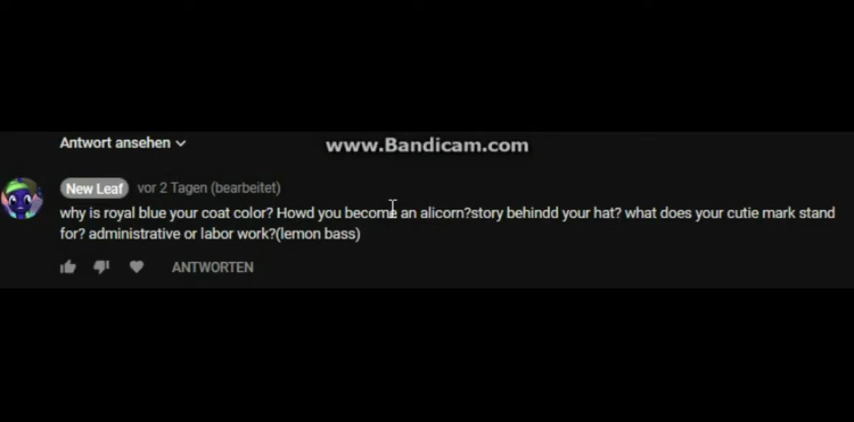 Antwort ansehen
www.Bandicam.com
New Leaf vor 2 Tagen (bearbeitet)
why is royal blue your coat color? Howd you become an alicorn?story behindd your hat? what does your cutie mark stand
for? administrative or labor work?(lemon bass)
ANTWORTEN